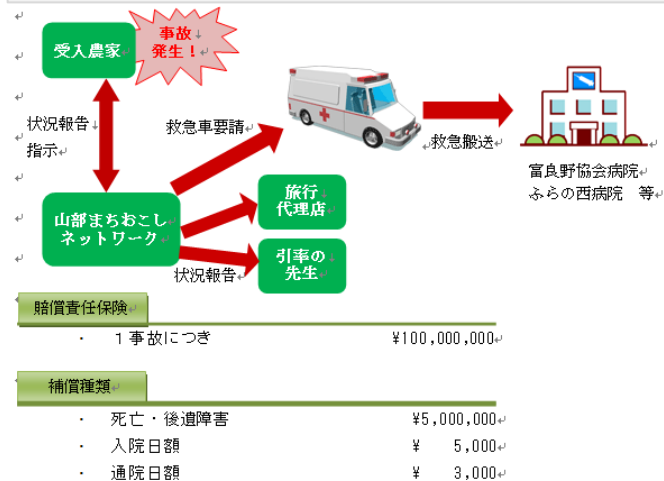 事故
発生！
受入農家
状況報告
指示
救急車要請
救急搬送
富良野協会病院
ふらの西病院　等
山部まちおこし
ネットワーク
旅行
代理店
引率の
先生
状況報告
賠償責任保険
・　１事故につき　¥100,000,000
補償種類
・　死亡・後遺障害　¥5,000,000
・　入院日額　¥　5,000
・　通院日額　¥　3,000